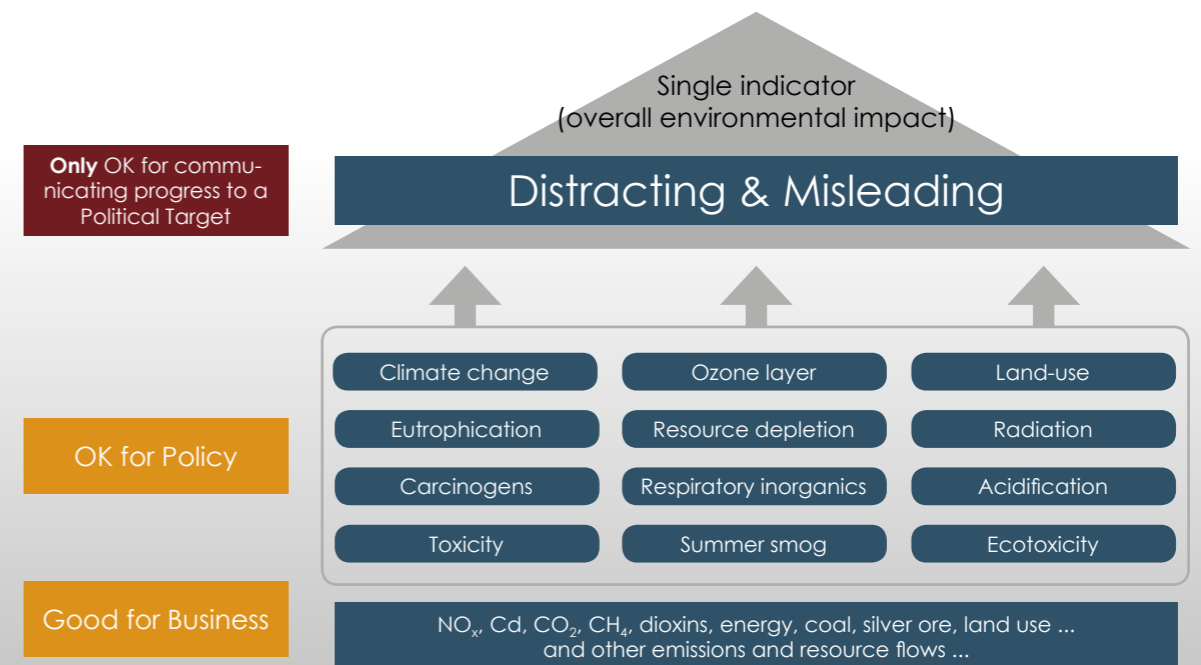 Single indicator
(overall environmental impact)
Only OK for commu-
nicating progress to a
Political Target
Distracting & Misleading
Climate change
Ozone layer
Land-use
Eutrophication
Resource depletion
Radiation
OK for Policy
Carcinogens
Respiratory inorganics
Acidification
Toxicity
Summer smog
Ecotoxicity
Good for Business
NOₓ, Cd, CO₂, CH₄, dioxins, energy, coal, silver ore, land use ...
and other emissions and resource flows ...